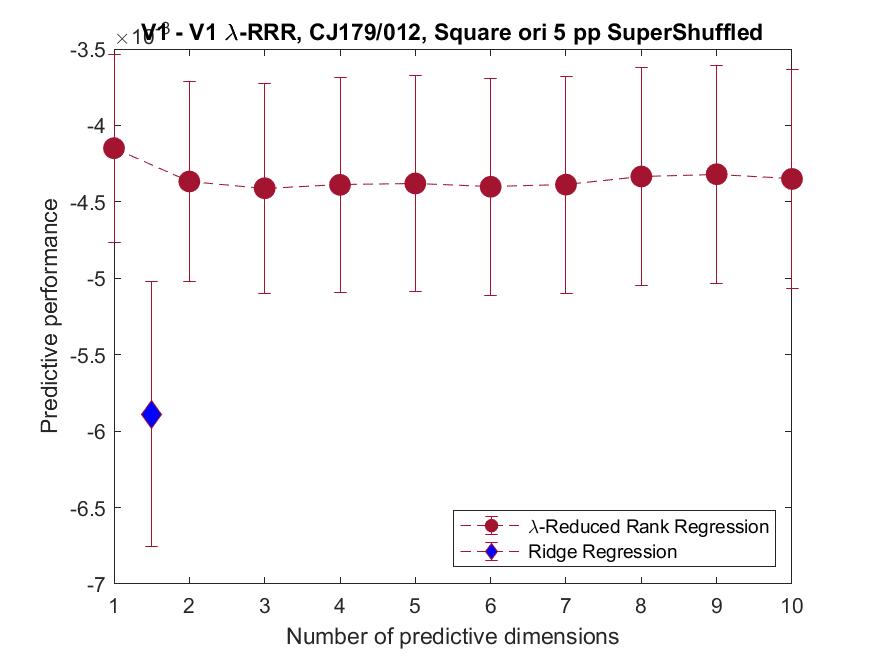 V1 - V1 λ-RRR, CJ179/012, Square ori 5 pp SuperShuffled
×10⁻³
-3.5
-4
-4.5
-5
-5.5
-6
-6.5
-7
Predictive performance
λ-Reduced Rank Regression
Ridge Regression
1 2 3 4 5 6 7 8 9 10
Number of predictive dimensions